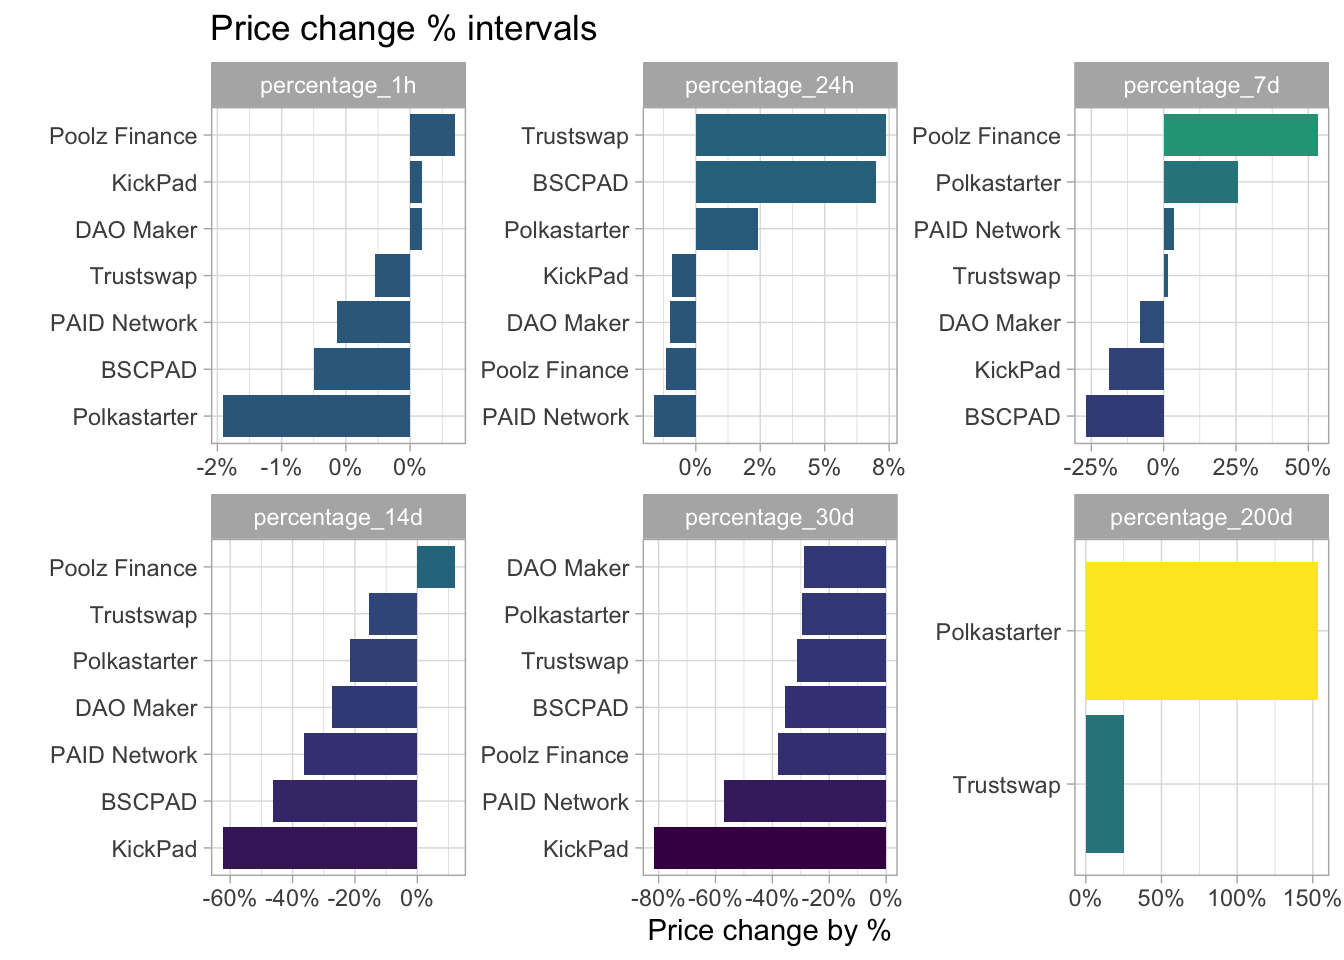 Price change % intervals
percentage_1h
Poolz Finance
KickPad
DAO Maker
Trustswap
PAID Network
BSCPAD
Polkastarter
-2% -1% 0% 0%
percentage_24h
Trustswap
BSCPAD
Polkastarter
KickPad
DAO Maker
Poolz Finance
PAID Network
0% 2% 5% 8%
percentage_7d
Poolz Finance
Polkastarter
PAID Network
Trustswap
DAO Maker
KickPad
BSCPAD
-25% 0% 25% 50%
percentage_14d
Poolz Finance
Trustswap
Polkastarter
DAO Maker
PAID Network
BSCPAD
KickPad
-60% -40% -20% 0%
percentage_30d
DAO Maker
Polkastarter
Trustswap
BSCPAD
Poolz Finance
PAID Network
KickPad
-80% -60% -40% -20% 0%
percentage_200d
Polkastarter
Trustswap
0% 50% 100% 150%
Price change by %